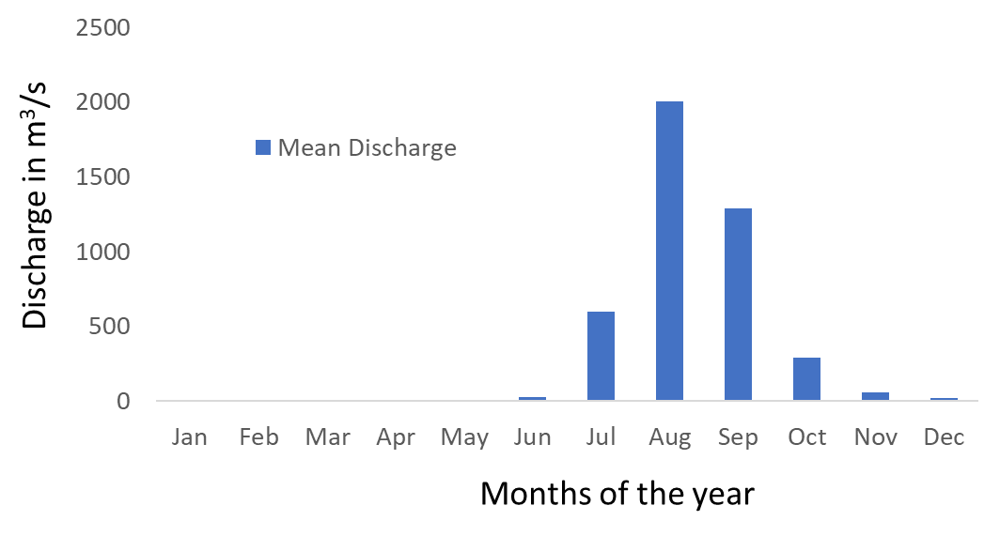 2500
2000
1500
1000
500
0
Discharge in m³/s
Mean Discharge
Jan Feb Mar Apr May Jun Jul Aug Sep Oct Nov Dec
Months of the year